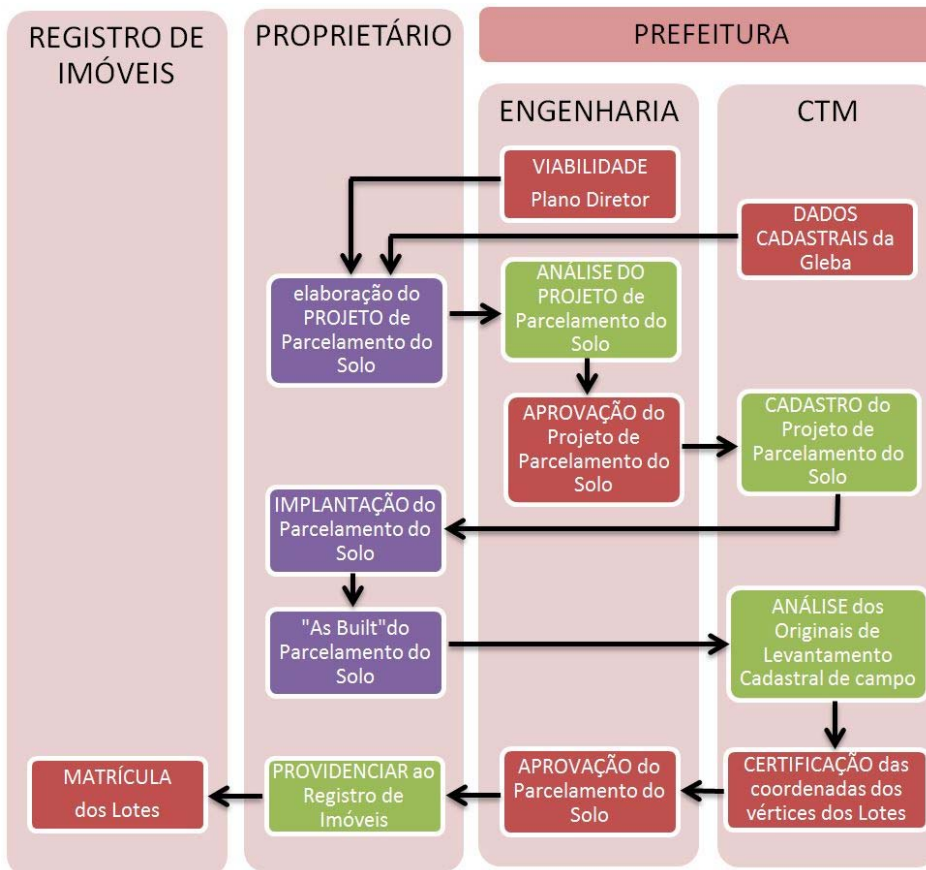 REGISTRO DE
IMÓVEIS
PROPRIETÁRIO
PREFEITURA
ENGENHARIA
CTM
VIABILIDADE
Plano Diretor
DADOS
CADASTRAIS da
Gleba
elaboração do
PROJETO de
Parcelamento do
Solo
ANÁLISE DO
PROJETO de
Parcelamento do
Solo
APROVAÇÃO do
Projeto de
Parcelamento do
Solo
CADASTRO do
Projeto de
Parcelamento do
Solo
IMPLANTAÇÃO do
Parcelamento do
Solo
"As Built"do
Parcelamento do
Solo
ANÁLISE dos
Originais de
Levantamento
Cadastral de campo
MATRÍCULA
dos Lotes
PROVIDENCIAR ao
Registro de
Imóveis
APROVAÇÃO do
Parcelamento do
Solo
CERTIFICAÇÃO das
coordenadas dos
vértices dos Lotes